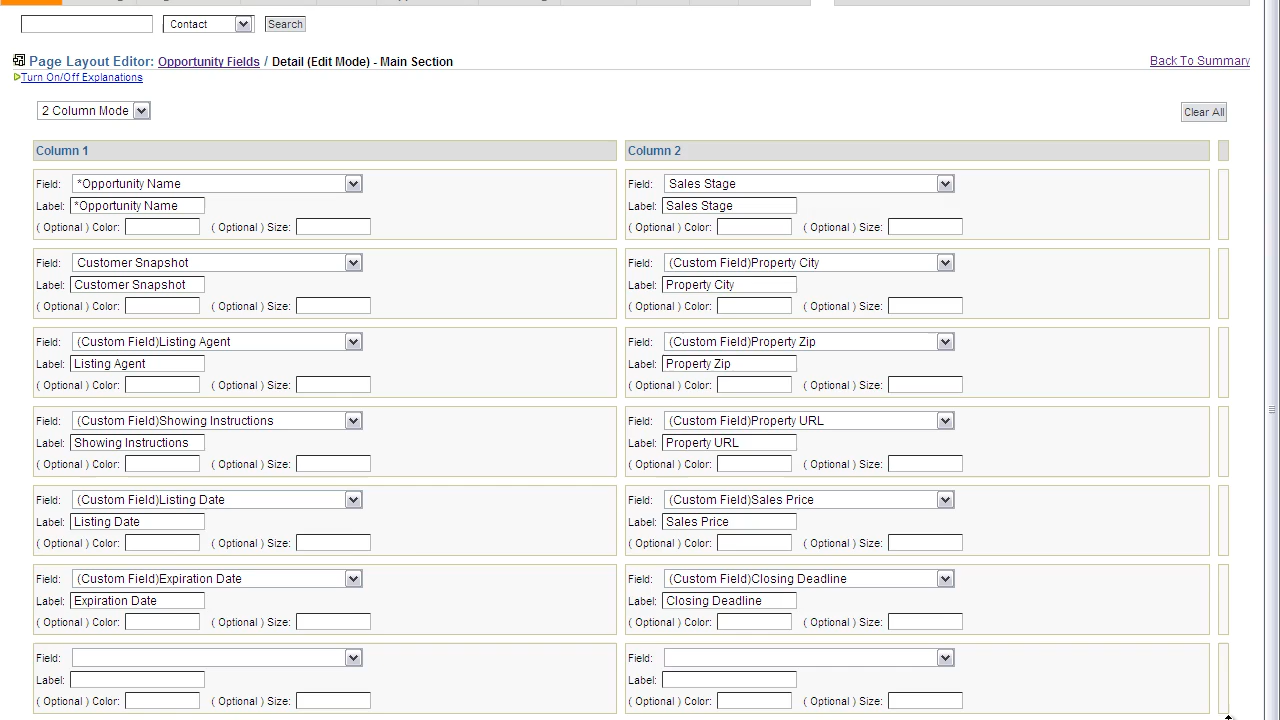 Contact Search
Page Layout Editor: Opportunity Fields / Detail (Edit Mode) - Main Section Back To Summary
Turn On/Off Explanations
2 Column Mode Clear All
Column 1 Column 2
Field: *Opportunity Name Field: Sales Stage
Label: *Opportunity Name Label: Sales Stage
( Optional ) Color: ( Optional ) Size: ( Optional ) Color: ( Optional ) Size:
Field: Customer Snapshot Field: (Custom Field)Property City
Label: Customer Snapshot Label: Property City
( Optional ) Color: ( Optional ) Size: ( Optional ) Color: ( Optional ) Size:
Field: (Custom Field)Listing Agent Field: (Custom Field)Property Zip
Label: Listing Agent Label: Property Zip
( Optional ) Color: ( Optional ) Size: ( Optional ) Color: ( Optional ) Size:
Field: (Custom Field)Showing Instructions Field: (Custom Field)Property URL
Label: Showing Instructions Label: Property URL
( Optional ) Color: ( Optional ) Size: ( Optional ) Color: ( Optional ) Size:
Field: (Custom Field)Listing Date Field: (Custom Field)Sales Price
Label: Listing Date Label: Sales Price
( Optional ) Color: ( Optional ) Size: ( Optional ) Color: ( Optional ) Size:
Field: (Custom Field)Expiration Date Field: (Custom Field)Closing Deadline
Label: Expiration Date Label: Closing Deadline
( Optional ) Color: ( Optional ) Size: ( Optional ) Color: ( Optional ) Size:
Field: Field:
Label: Label:
( Optional ) Color: ( Optional ) Size: ( Optional ) Color: ( Optional ) Size: